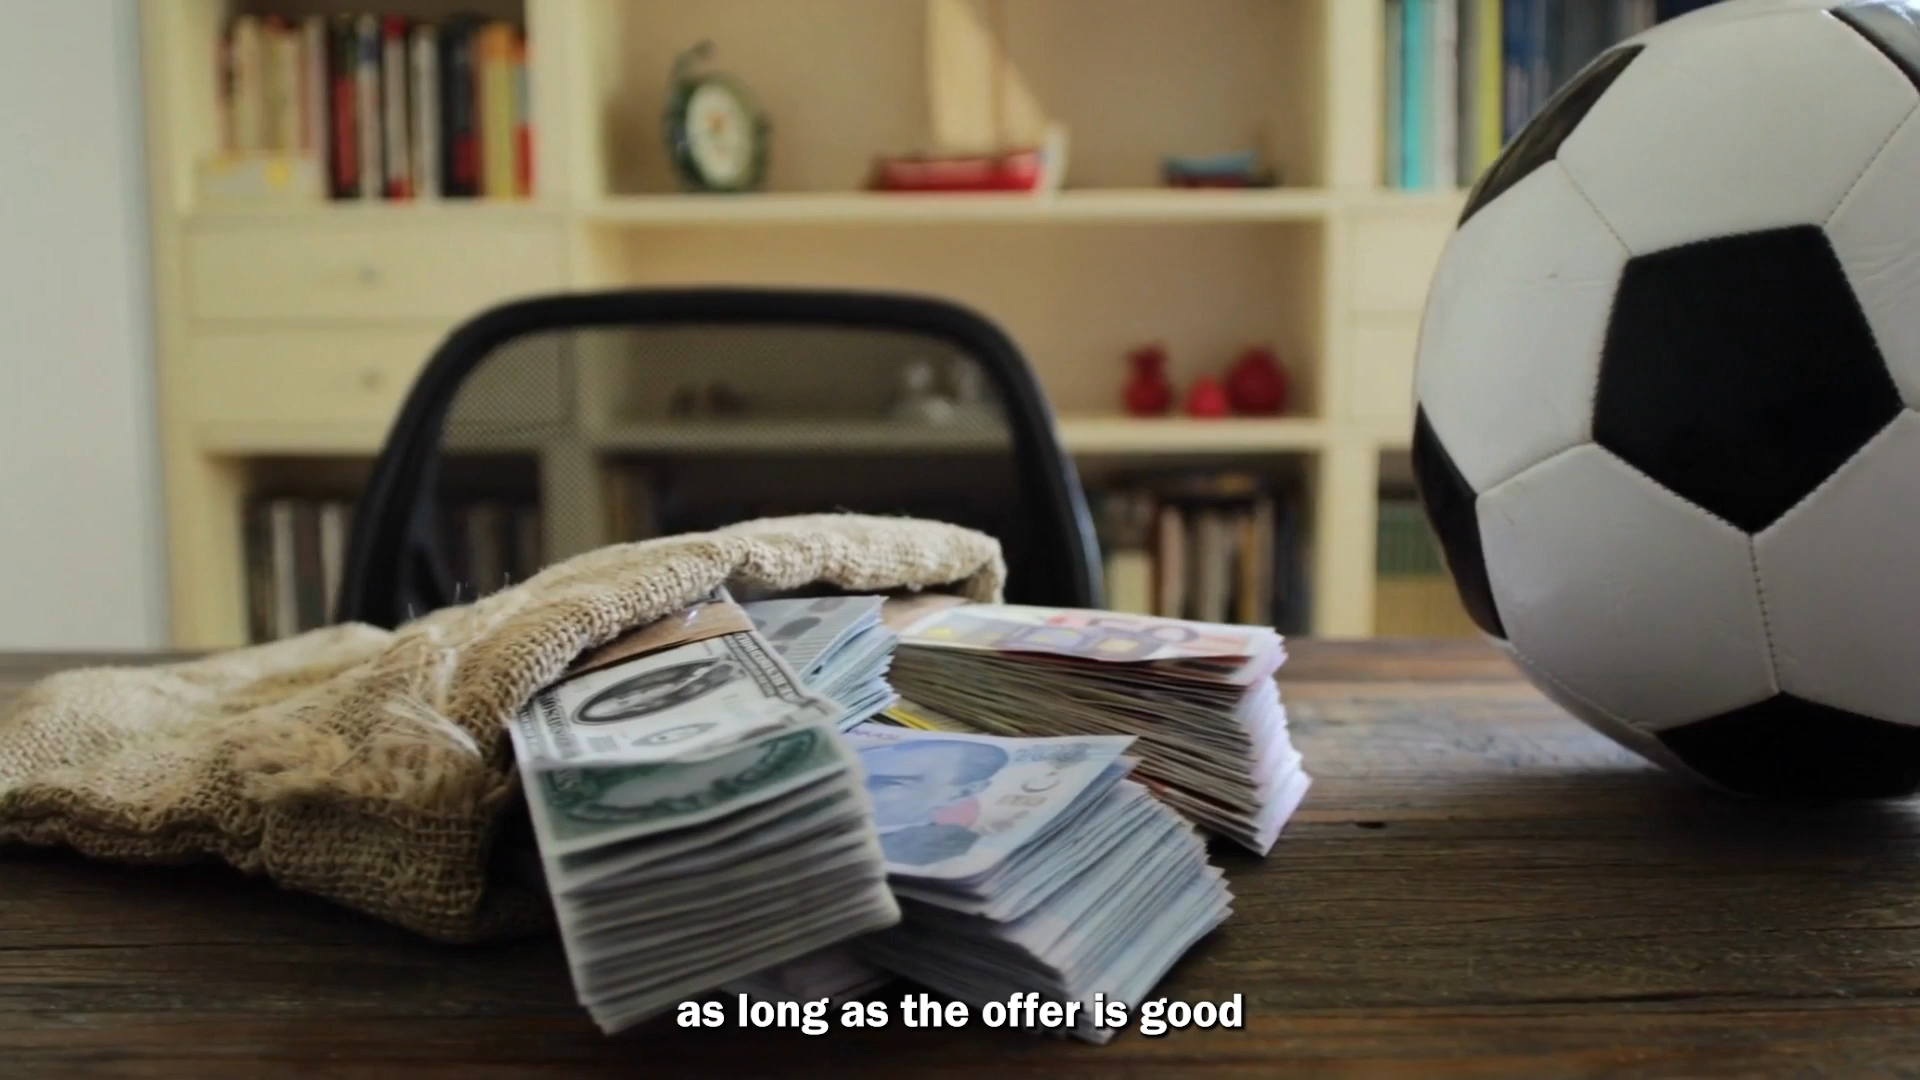 as long as the offer is good